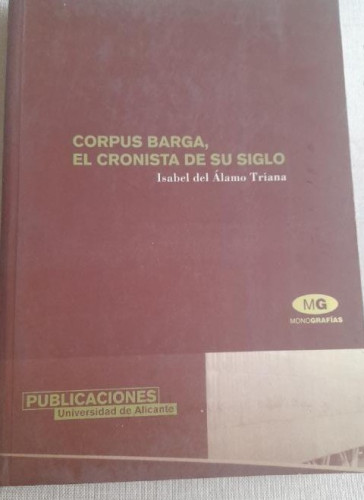 CORPUS BARGA,
EL CRONISTA DE SU SIGLO
Isabel del Álamo Triana
MG
MONOGRAFÍAS
PUBLICACIONES
Universidad de Alicante